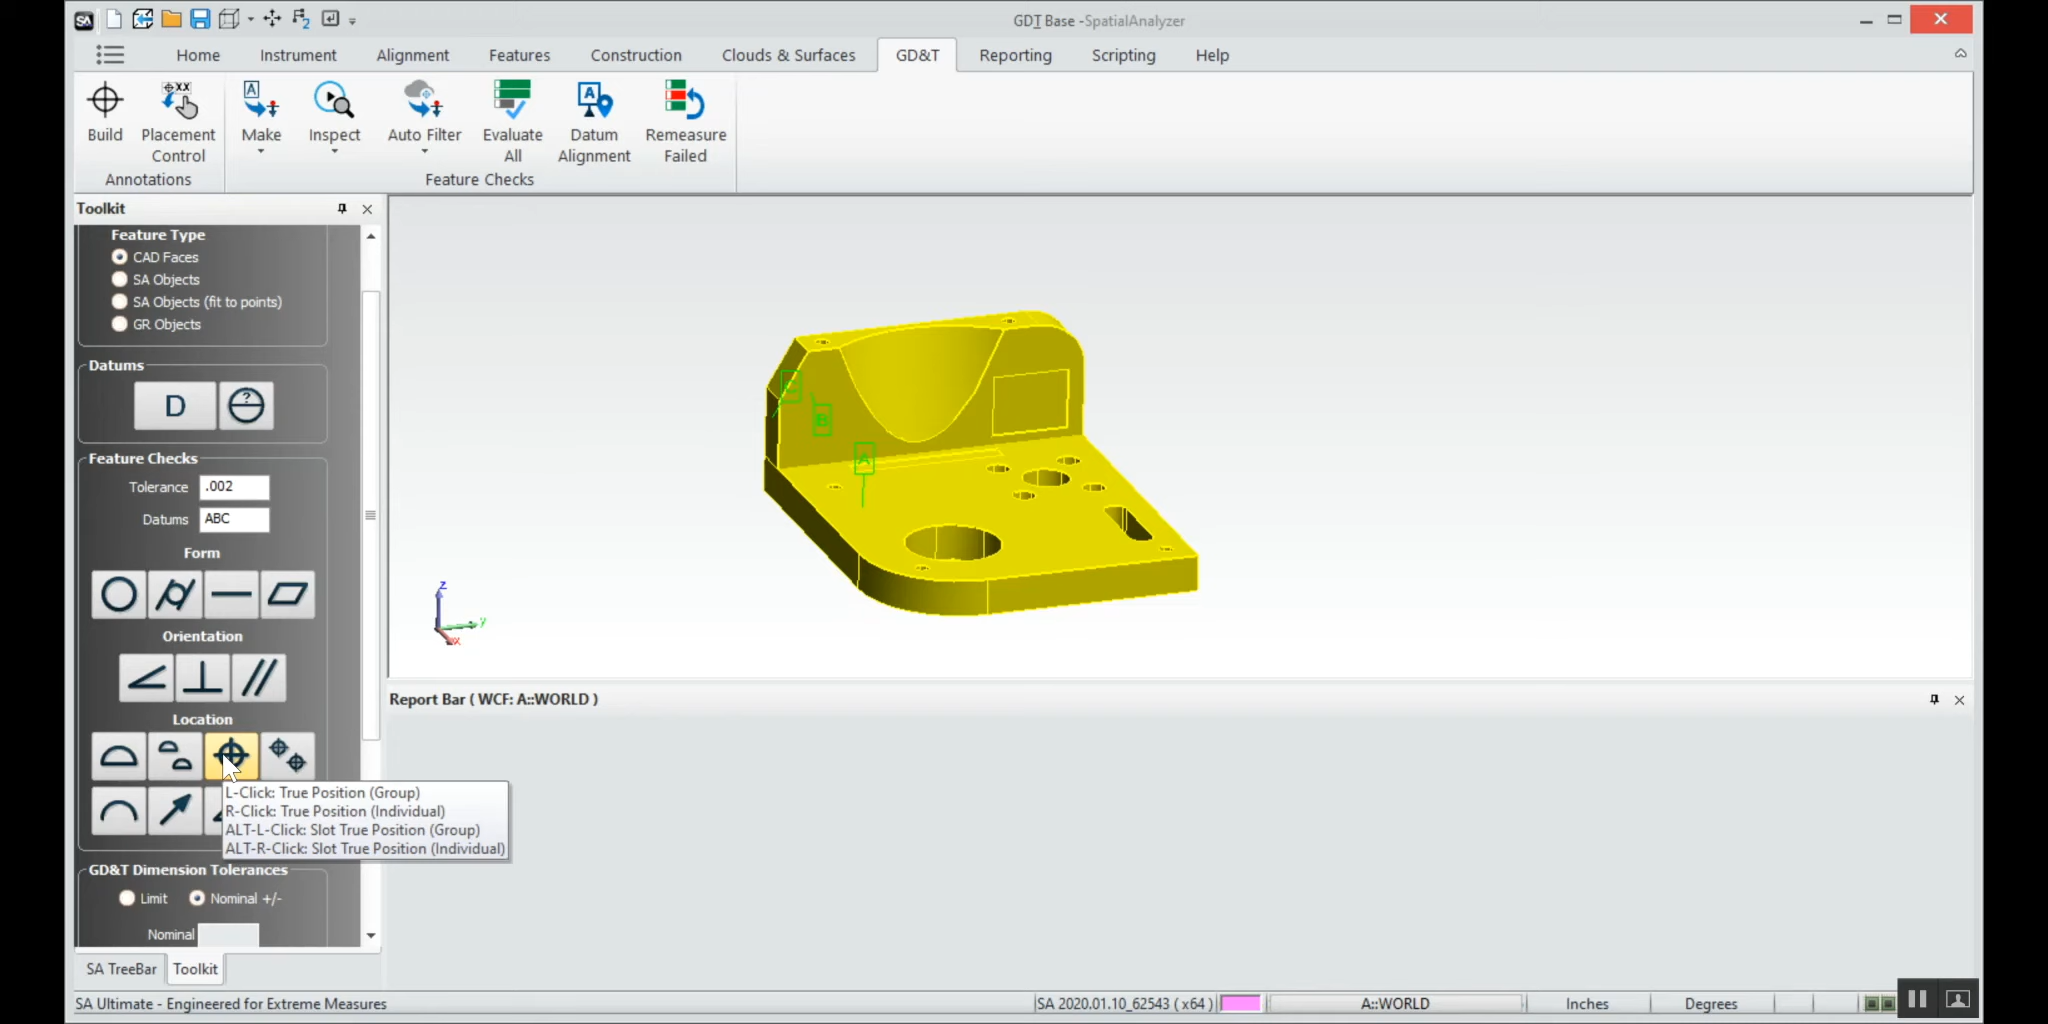 SA
2
GDT Base -SpatialAnalyzer
Home Instrument Alignment Features Construction Clouds & Surfaces GD&T Reporting Scripting Help
XX A A
Build Placement Control Make Inspect Auto Filter Evaluate All Datum Alignment Remeasure Failed
Annotations Feature Checks
Toolkit
Feature Type
CAD Faces
SA Objects
SA Objects (fit to points)
GR Objects
Datums
D ?
Feature Checks
Tolerance .002
Datums ABC
Form
Orientation
Location
L-Click: True Position (Group)
R-Click: True Position (Individual)
ALT-L-Click: Slot True Position (Group)
ALT-R-Click: Slot True Position (Individual)
GD&T Dimension Tolerances
Limit Nominal +/-
Nominal
SA TreeBar Toolkit
C
B
A
z
y
x
Report Bar ( WCF: A::WORLD )
SA Ultimate - Engineered for Extreme Measures
SA 2020.01.10_62543 ( x64 ) A::WORLD Inches Degrees